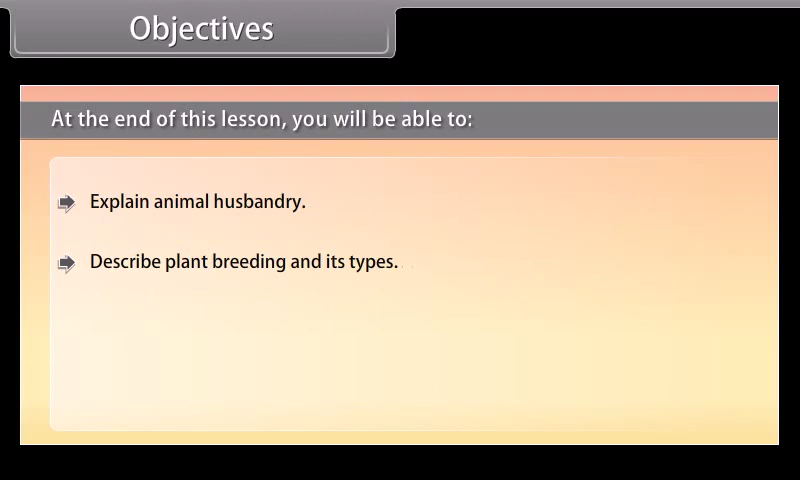 Objectives
At the end of this lesson, you will be able to:
Explain animal husbandry.
Describe plant breeding and its types.